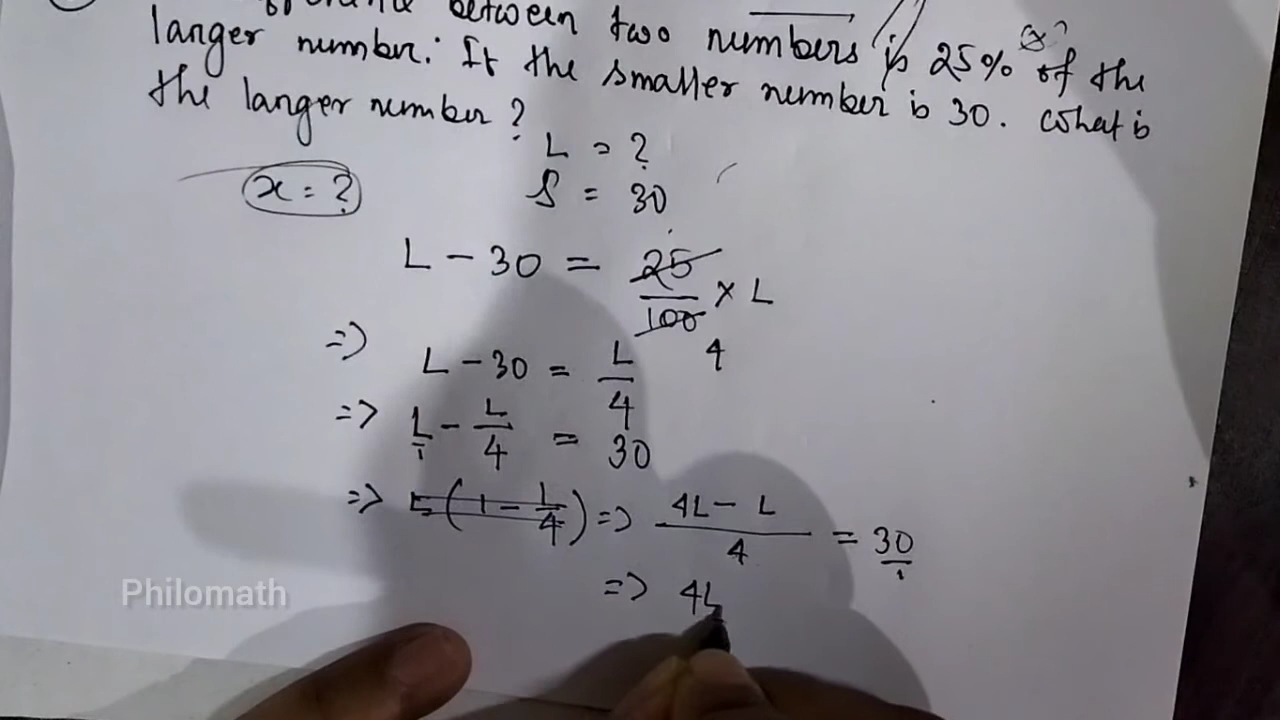 between two numbers is 25% of the
larger number. If the smaller number is 30. What is
the larger number?
L = ?
x = ?
S = 30
L - 30 = 25/100 × L
4
=> L - 30 = L/4
=> L/1 - L/4 = 30
=> L(1 - L/4) => 4L - L/4 = 30/1
=> 4L
Philomath